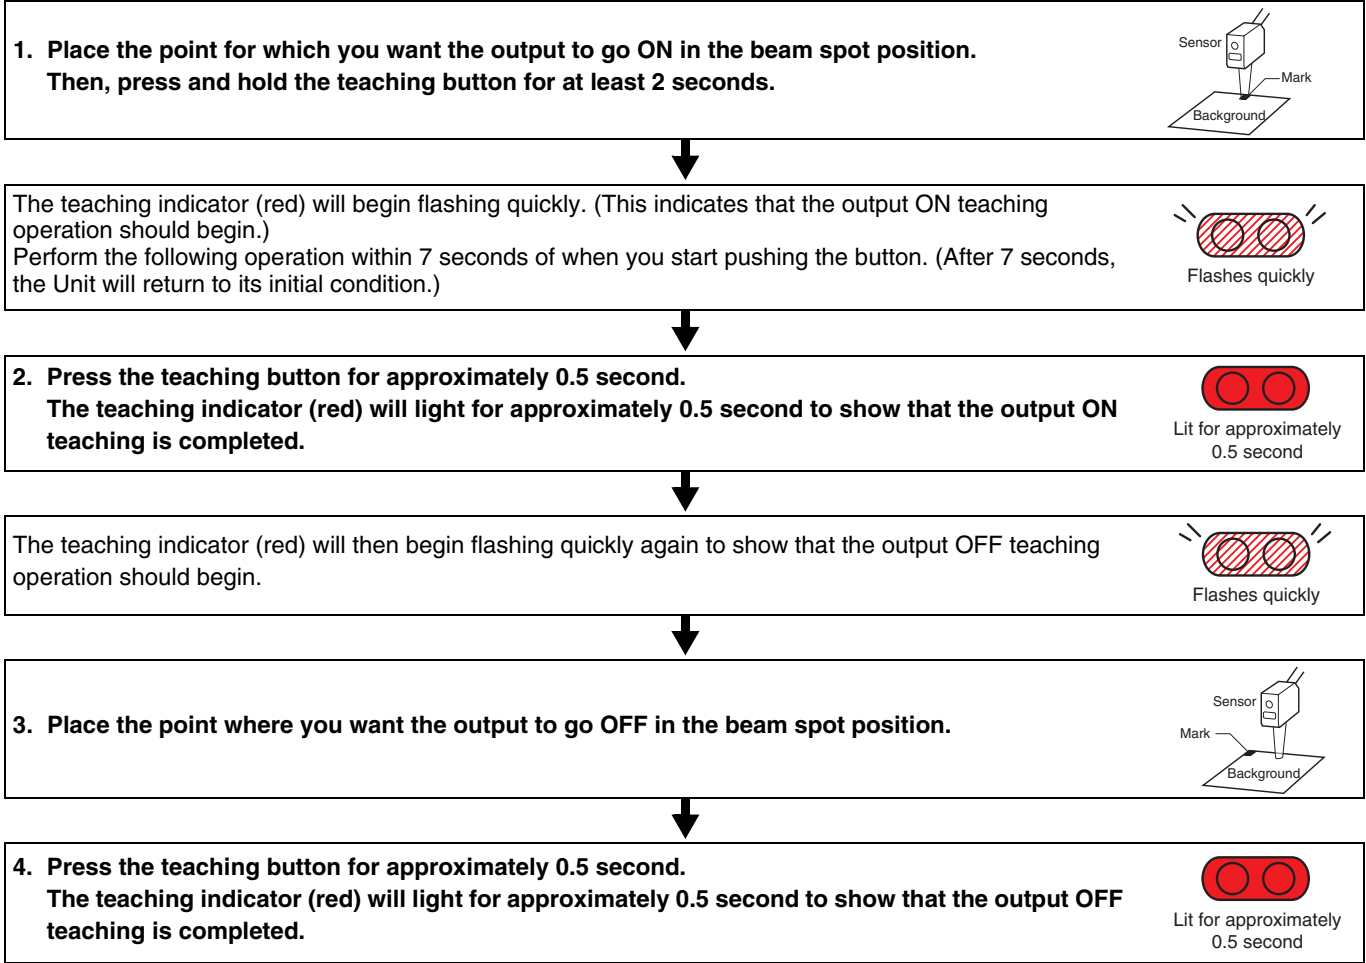 1. Place the point for which you want the output to go ON in the beam spot position.
Then, press and hold the teaching button for at least 2 seconds.
Sensor
Mark
Background
The teaching indicator (red) will begin flashing quickly. (This indicates that the output ON teaching
operation should begin.)
Perform the following operation within 7 seconds of when you start pushing the button. (After 7 seconds,
the Unit will return to its initial condition.)
Flashes quickly
2. Press the teaching button for approximately 0.5 second.
The teaching indicator (red) will light for approximately 0.5 second to show that the output ON
teaching is completed.
Lit for approximately
0.5 second
The teaching indicator (red) will then begin flashing quickly again to show that the output OFF teaching
operation should begin.
Flashes quickly
3. Place the point where you want the output to go OFF in the beam spot position.
Sensor
Mark
Background
4. Press the teaching button for approximately 0.5 second.
The teaching indicator (red) will light for approximately 0.5 second to show that the output OFF
teaching is completed.
Lit for approximately
0.5 second